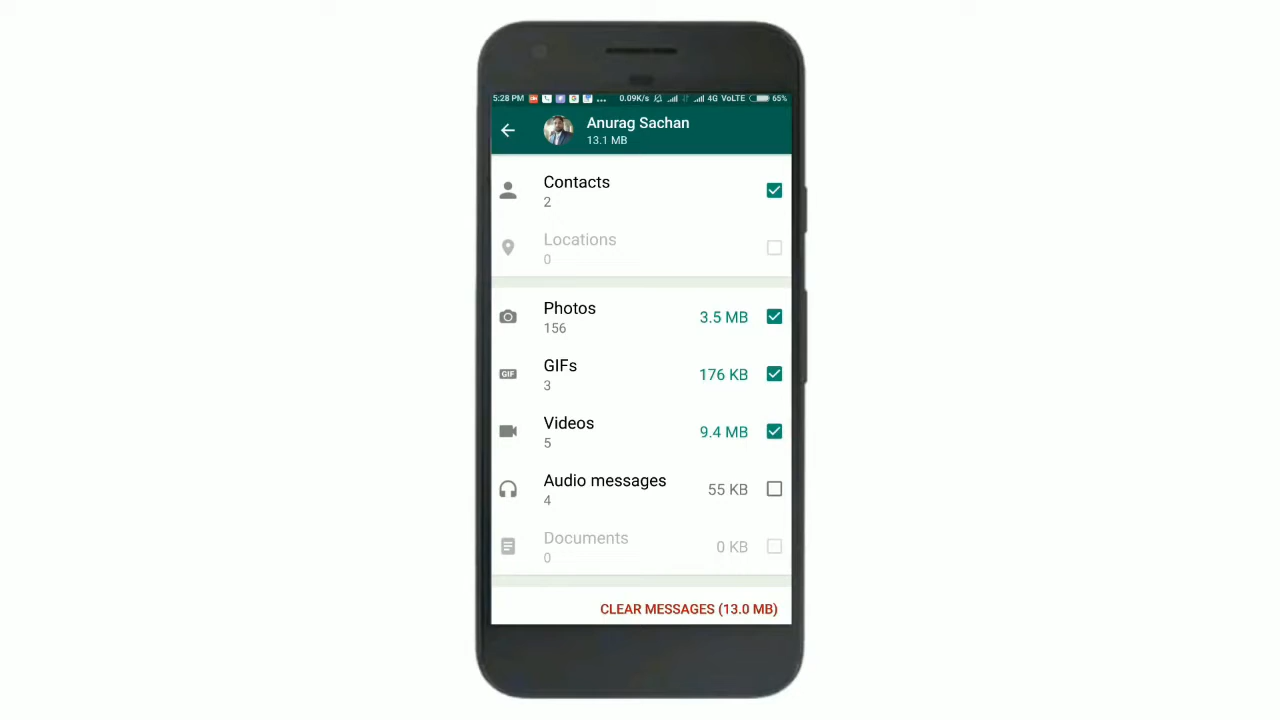 5:28 PM ... 0.09K/s 4G VoLTE 65%
Anurag Sachan
13.1 MB
Contacts
2
Locations
0
Photos
156
3.5 MB
GIF
GIFs
3
176 KB
Videos
5
9.4 MB
Audio messages
4
55 KB
Documents
0
0 KB
CLEAR MESSAGES (13.0 MB)